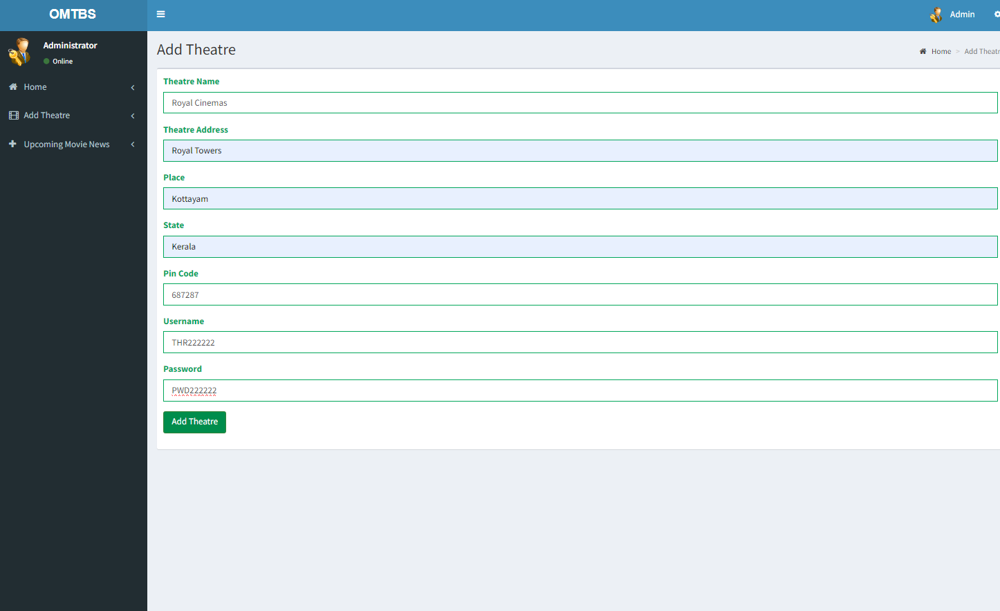 OMTBS
Admin
Administrator
Online
Home
Add Theatre
Upcoming Movie News
Add Theatre
Home > Add Theatr
Theatre Name
Royal Cinemas
Theatre Address
Royal Towers
Place
Kottayam
State
Kerala
Pin Code
687287
Username
THR222222
Password
PWD222222
Add Theatre